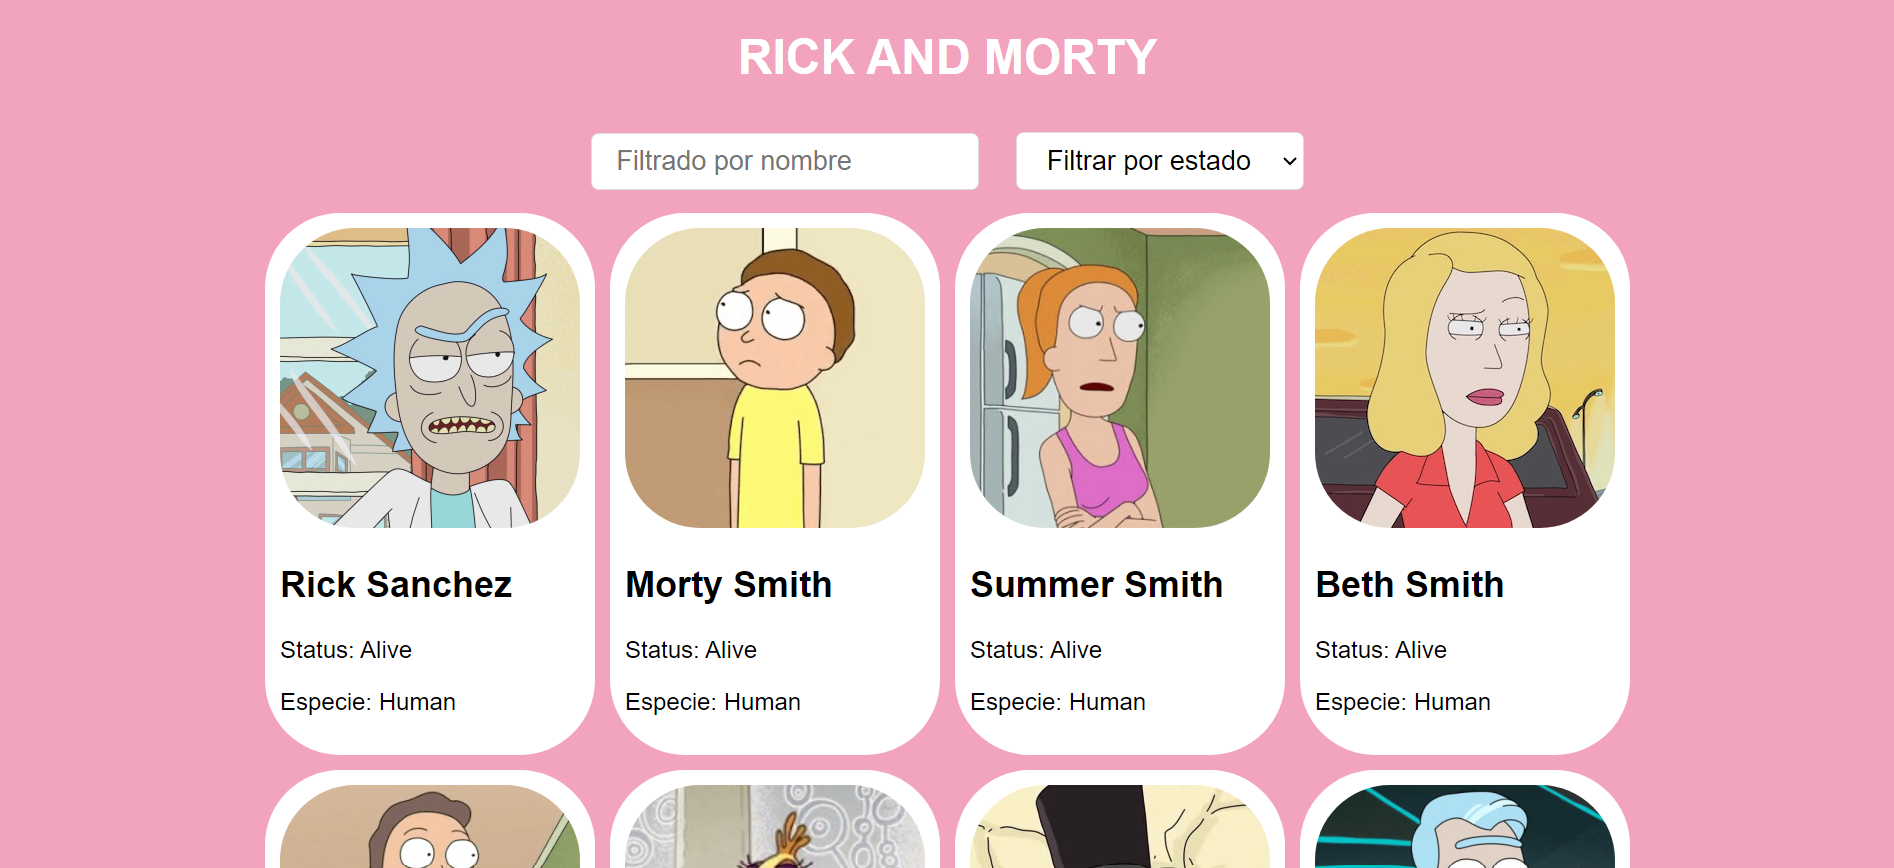 RICK AND MORTY
Filtrado por nombre
Filtrar por estado
Rick Sanchez
Status: Alive
Especie: Human
Morty Smith
Status: Alive
Especie: Human
Summer Smith
Status: Alive
Especie: Human
Beth Smith
Status: Alive
Especie: Human